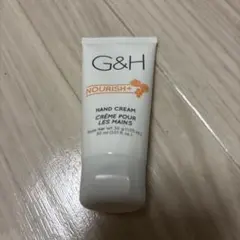 G&H
NOURISH+
HAND CREAM
CRÈME POUR
LES MAINS